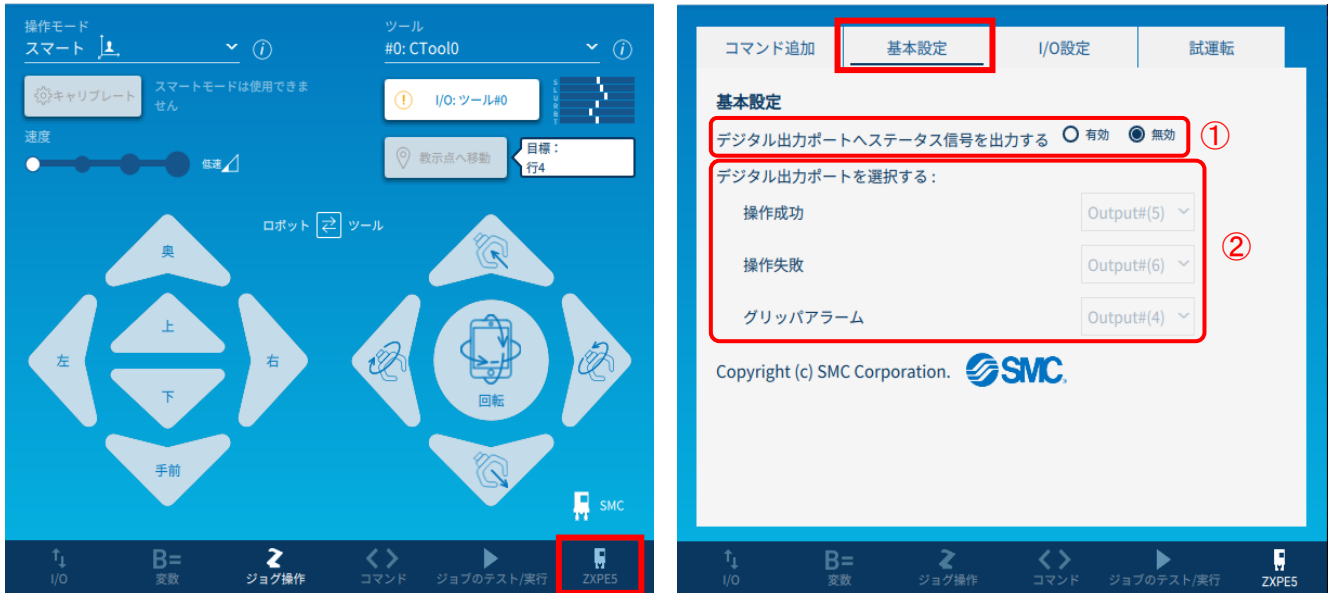 操作モード
スマート
ツール
#0: CTool0
キャリブレート
スマートモードは使用できま
せん
I/O: ツール#0
S
L
U
R
B
T
速度
低速
教示点へ移動
目標：
行4
ロボット
ツール
奥
上
左
右
下
手前
回転
SMC
I/O
B=
変数
ジョグ操作
コマンド
ジョブのテスト/実行
ZXPE5
コマンド追加
基本設定
I/O設定
試運転
基本設定
デジタル出力ポートへステータス信号を出力する
有効
無効
①
デジタル出力ポートを選択する：
操作成功
Output#(5)
②
操作失敗
Output#(6)
グリッパアラーム
Output#(4)
Copyright (c) SMC Corporation.
SMC
I/O
B=
変数
ジョグ操作
コマンド
ジョブのテスト/実行
ZXPE5